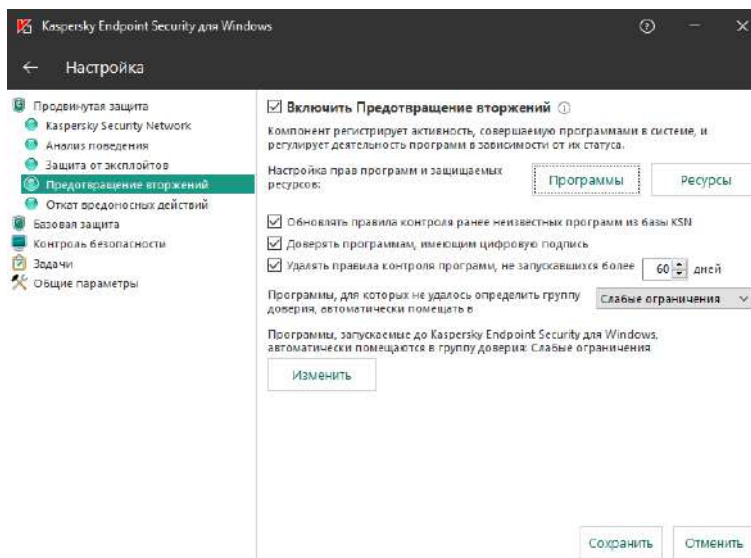 Kaspersky Endpoint Security для Windows
Настройка
Продвинутая защита
Kaspersky Security Network
Анализ поведения
Защита от эксплойтов
Предотвращение вторжений
Откат вредоносных действий
Базовая защита
Контроль безопасности
Задачи
Общие параметры
Включить Предотвращение вторжений
Компонент регистрирует активность, совершаемую программами в системе, и
регулирует деятельность программ в зависимости от их статуса.
Настройка прав программ и защищаемых
ресурсов:
Программы
Ресурсы
Обновлять правила контроля ранее неизвестных программ из базы KSN
Доверять программам, имеющим цифровую подпись
Удалять правила контроля программ, не запускавшихся более 60 дней
Программы, для которых не удалось определить группу
доверия, автоматически помещать в
Слабые ограничения
Программы, запускаемые до Kaspersky Endpoint Security для Windows,
автоматически помещаются в группу доверия: Слабые ограничения
Изменить
Сохранить
Отменить